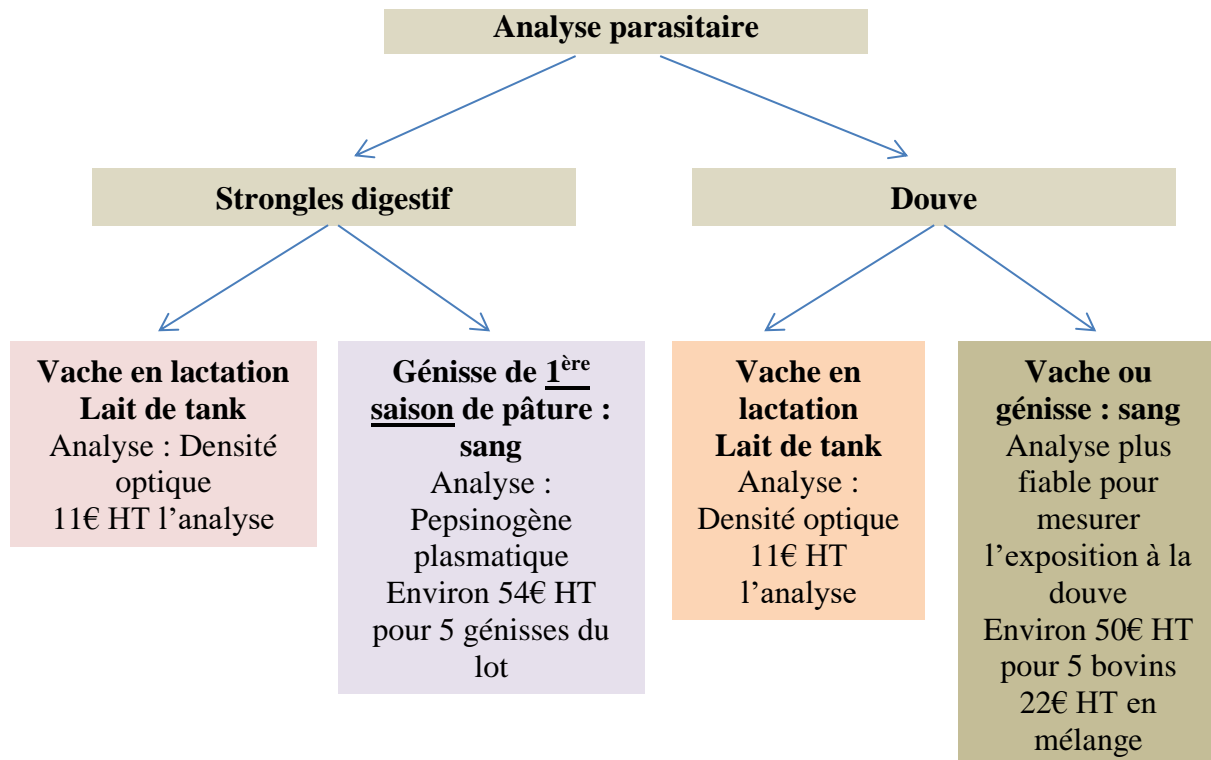 Analyse parasitaire
Strongles digestif
Douve
Vache en lactation
Lait de tank
Analyse : Densité
optique
11€ HT l’analyse
Génisse de 1ère
saison de pâture :
sang
Analyse :
Pepsinogène
plasmatique
Environ 54€ HT
pour 5 génisses du
lot
Vache en
lactation
Lait de tank
Analyse :
Densité optique
11€ HT
l’analyse
Vache ou
génisse : sang
Analyse plus
fiable pour
mesurer
l’exposition à la
douve
Environ 50€ HT
pour 5 bovins
22€ HT en
mélange